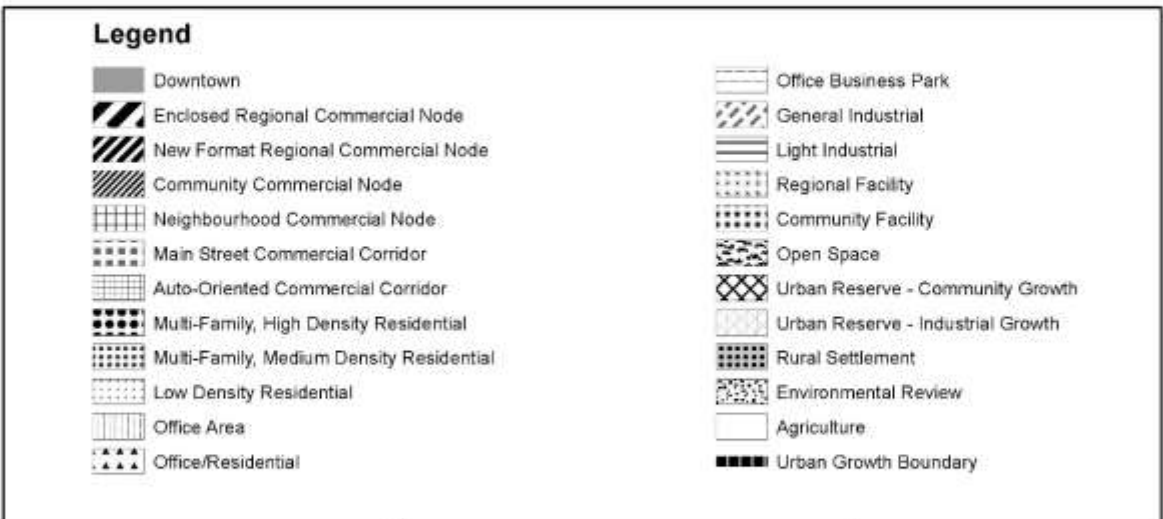 Legend
Downtown
Enclosed Regional Commercial Node
New Format Regional Commercial Node
Community Commercial Node
Neighbourhood Commercial Node
Main Street Commercial Corridor
Auto-Oriented Commercial Corridor
Multi-Family, High Density Residential
Multi-Family, Medium Density Residential
Low Density Residential
Office Area
Office/Residential
Office Business Park
General Industrial
Light Industrial
Regional Facility
Community Facility
Open Space
Urban Reserve - Community Growth
Urban Reserve - Industrial Growth
Rural Settlement
Environmental Review
Agriculture
Urban Growth Boundary